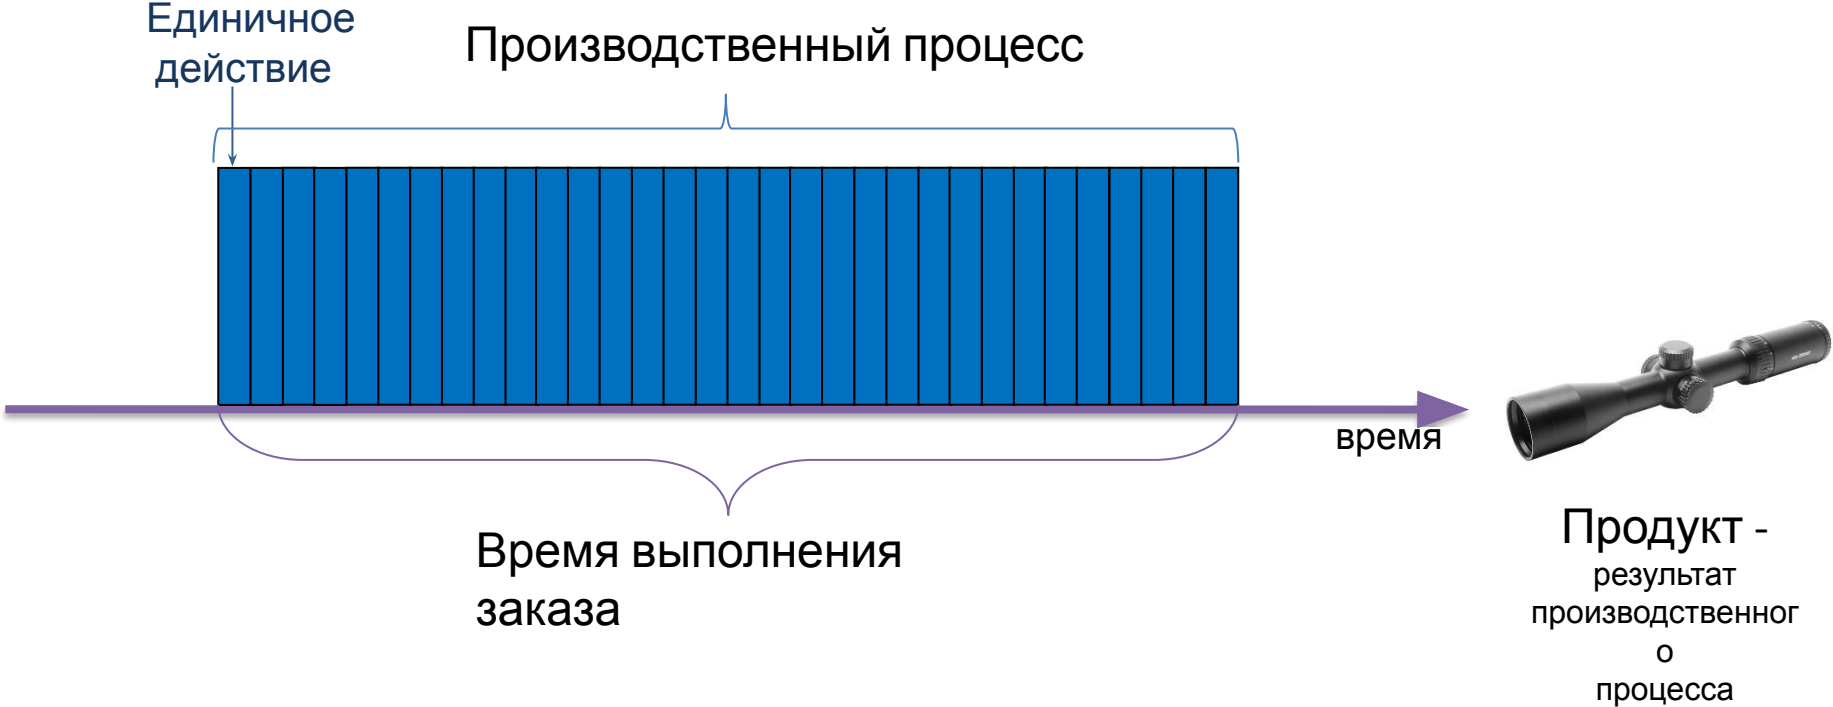 Единичное
действие
Производственный процесс
время
Время выполнения
заказа
Продукт -
результат
производственног
о
процесса